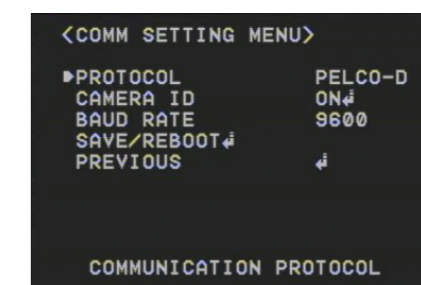 <COMM SETTING MENU>
▶PROTOCOL PELCO-D
CAMERA ID ON↲
BAUD RATE 9600
SAVE/REBOOT↲
PREVIOUS ↲
COMMUNICATION PROTOCOL